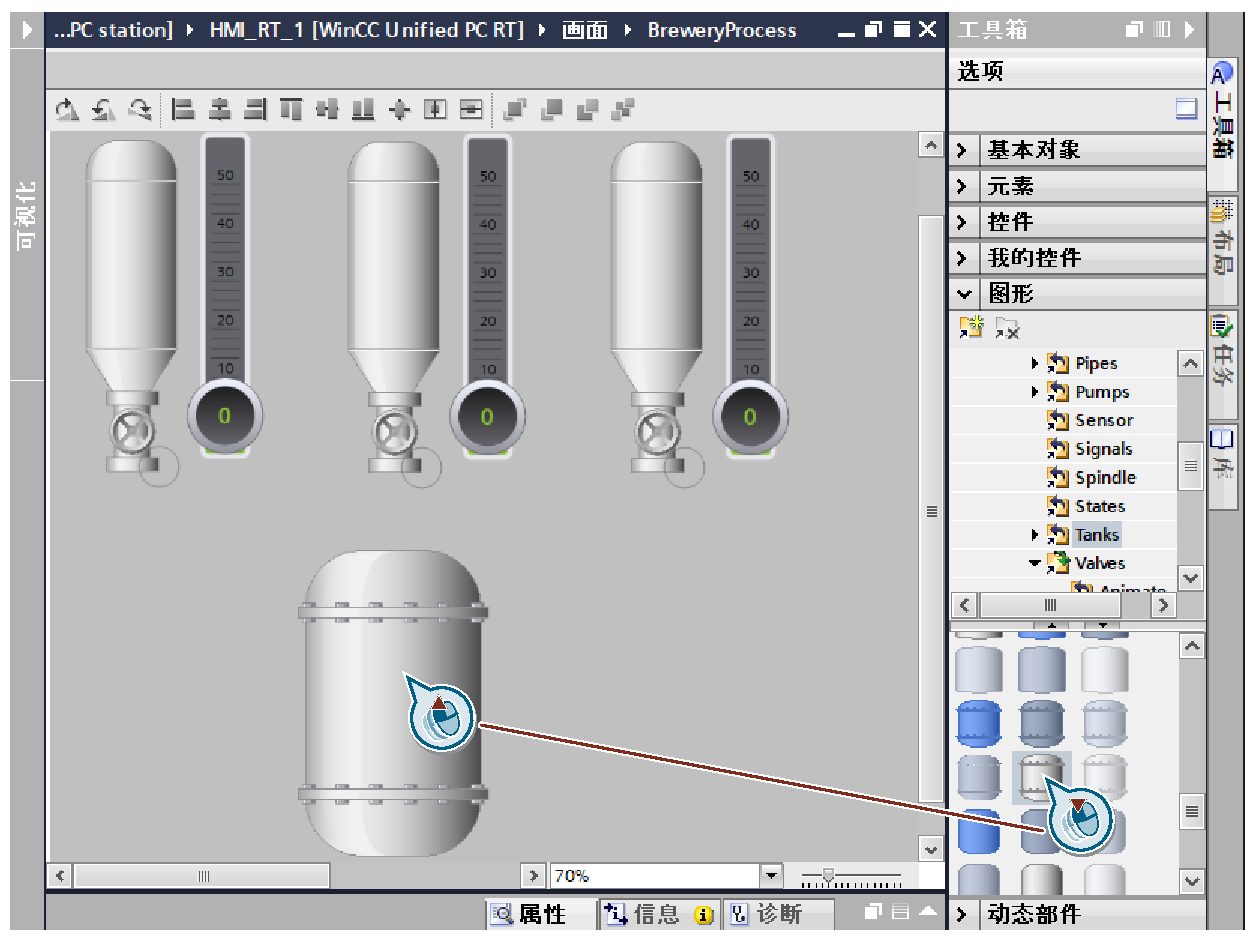 ...PC station] ▸ HMI_RT_1 [WinCC Unified PC RT] ▸ 画面 ▸ BreweryProcess
工具箱
选项
可视化
50
40
30
20
10
0
50
40
30
20
10
0
50
40
30
20
10
0
基本对象
元素
控件
我的控件
图形
Pipes
Pumps
Sensor
Signals
Spindle
States
Tanks
Valves
Animate
动态部件
工具箱
布局
任务
库
70%
属性
信息
诊断